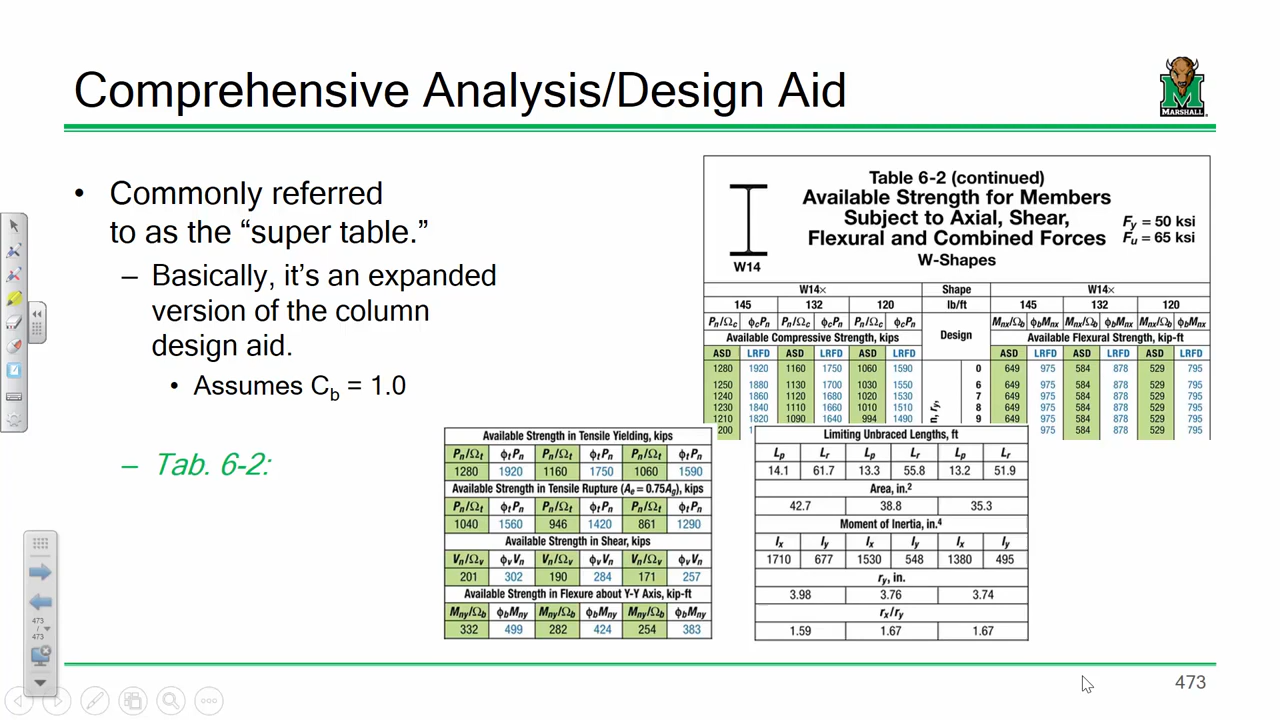 Comprehensive Analysis/Design Aid
MARSHALL
• Commonly referred
to as the “super table.”
– Basically, it’s an expanded
version of the column
design aid.
• Assumes Cb = 1.0
– Tab. 6-2:
Table 6-2 (continued)
Available Strength for Members
Subject to Axial, Shear,
Flexural and Combined Forces
W-Shapes
Fy = 50 ksi
Fu = 65 ksi
W14
W14× Shape W14×
145 132 120 lb/ft 145 132 120
Pn/Ωc ϕcPn Pn/Ωc ϕcPn Pn/Ωc ϕcPn Design Mnx/Ωb ϕbMnx Mnx/Ωb ϕbMnx Mnx/Ωb ϕbMnx
Available Compressive Strength, kips Available Flexural Strength, kip-ft
ASD LRFD ASD LRFD ASD LRFD ASD LRFD ASD LRFD ASD LRFD
1280 1920 1160 1750 1060 1590 0 649 975 584 878 529 795
1250 1880 1130 1700 1030 1550 6 649 975 584 878 529 795
1240 1860 1120 1680 1020 1530 7 649 975 584 878 529 795
1230 1840 1110 1660 1010 1510 8 649 975 584 878 529 795
1210 1820 1090 1640 994 1490 9 649 975 584 878 529 795
200 975 584 878 529 795
n, ry,
Available Strength in Tensile Yielding, kips
Pn/Ωt ϕtPn Pn/Ωt ϕtPn Pn/Ωt ϕtPn
1280 1920 1160 1750 1060 1590
Available Strength in Tensile Rupture (Ae = 0.75Ag), kips
Pn/Ωt ϕtPn Pn/Ωt ϕtPn Pn/Ωt ϕtPn
1040 1560 946 1420 861 1290
Available Strength in Shear, kips
Vn/Ωv ϕvVn Vn/Ωv ϕvVn Vn/Ωv ϕvVn
201 302 190 284 171 257
Available Strength in Flexure about Y-Y Axis, kip-ft
Mny/Ωb ϕbMny Mny/Ωb ϕbMny Mny/Ωb ϕbMny
332 499 282 424 254 383
Limiting Unbraced Lengths, ft
Lp Lr Lp Lr Lp Lr
14.1 61.7 13.3 55.8 13.2 51.9
Area, in.²
42.7 38.8 35.3
Moment of Inertia, in.⁴
Ix Iy Ix Iy Ix Iy
1710 677 1530 548 1380 495
ry, in.
3.98 3.76 3.74
rx/ry
1.59 1.67 1.67
473
/
473
473